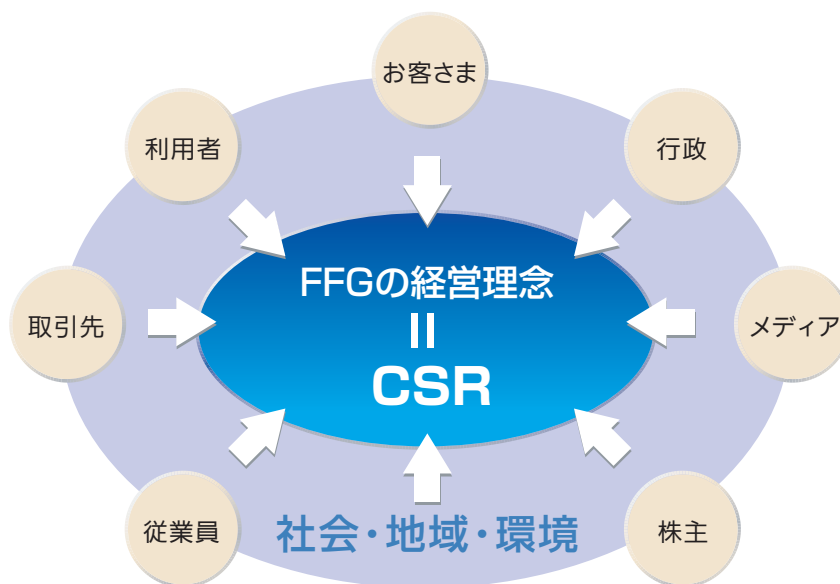 お客さま
利用者
行政
FFGの経営理念
=
CSR
取引先
メディア
従業員
社会・地域・環境
株主